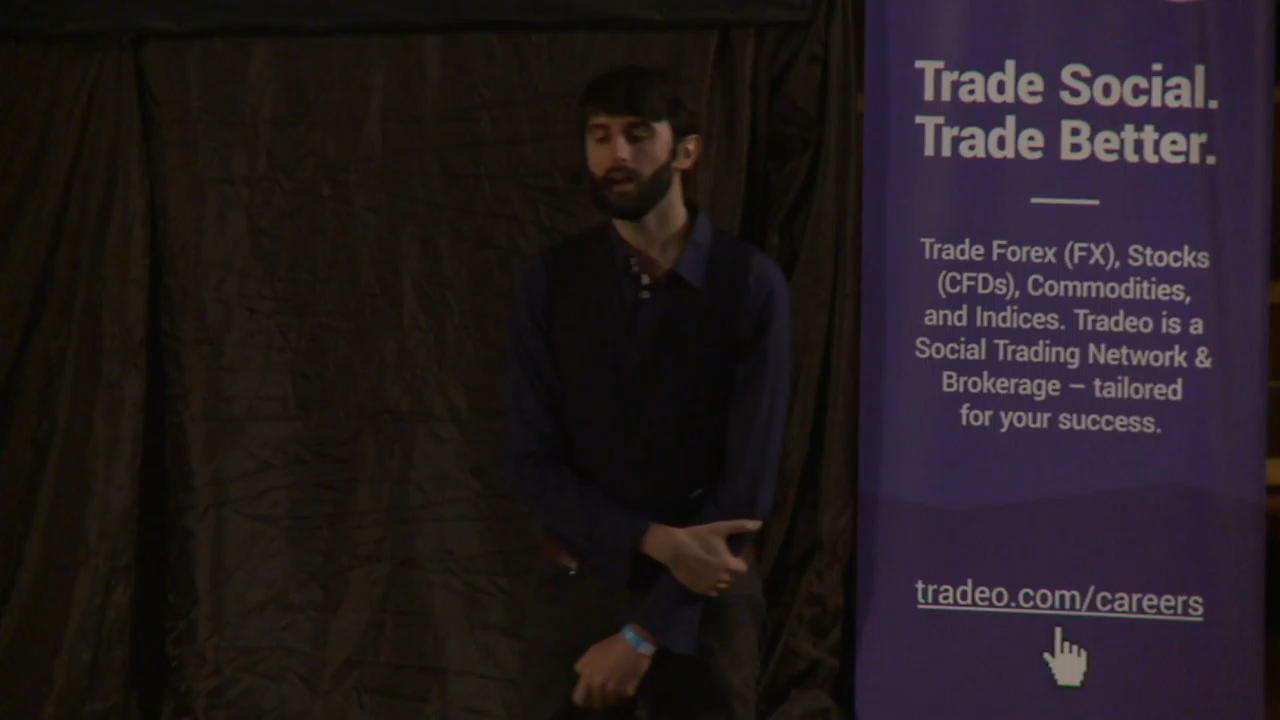 Trade Social.
Trade Better.
Trade Forex (FX), Stocks
(CFDs), Commodities,
and Indices. Tradeo is a
Social Trading Network &
Brokerage – tailored
for your success.
tradeo.com/careers